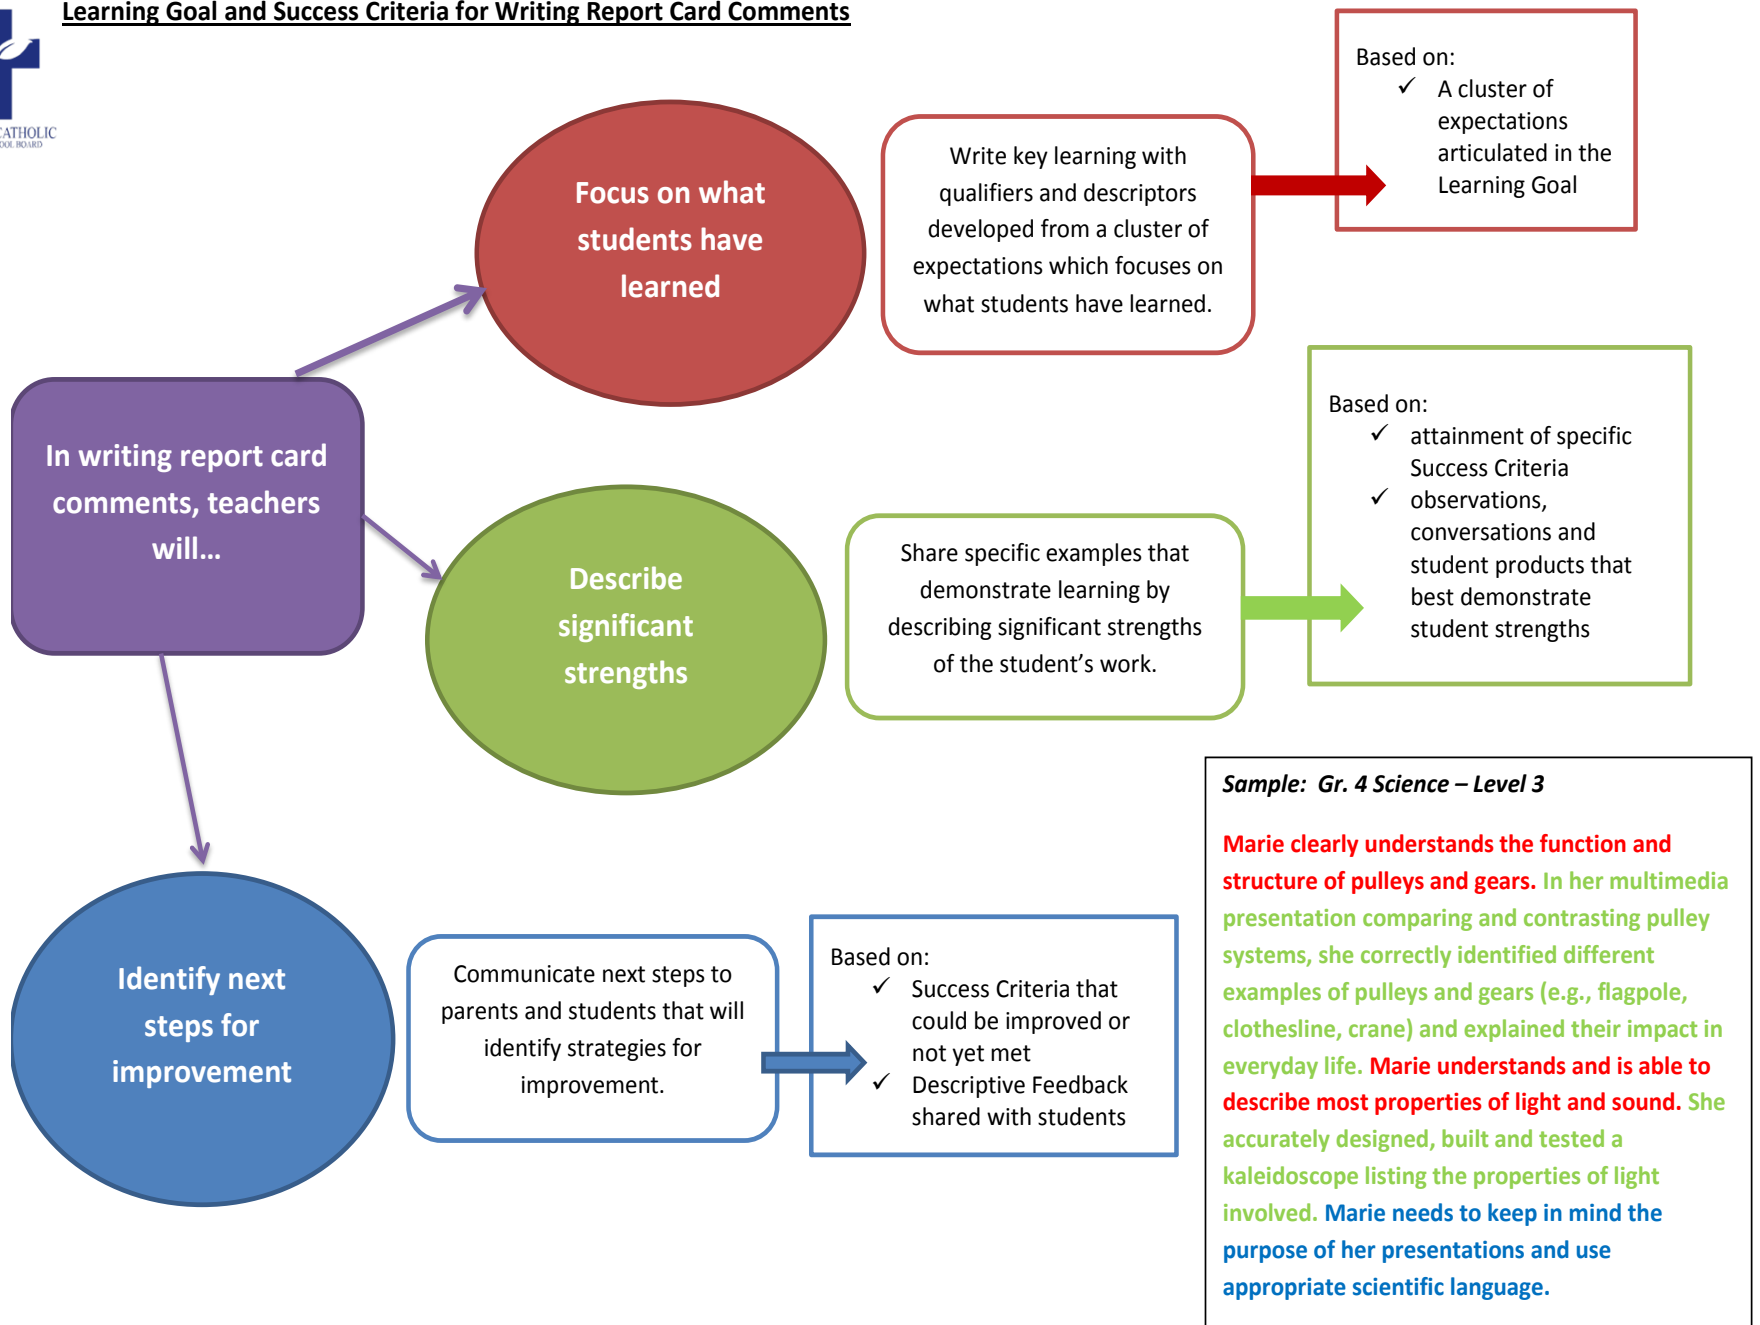 Learning Goal and Success Criteria for Writing Report Card Comments
CATHOLIC
OOL BOARD
In writing report card
comments, teachers
will…
Focus on what
students have
learned
Write key learning with
qualifiers and descriptors
developed from a cluster of
expectations which focuses on
what students have learned.
Based on:
✓ A cluster of
expectations
articulated in the
Learning Goal
Describe
significant
strengths
Share specific examples that
demonstrate learning by
describing significant strengths
of the student’s work.
Based on:
✓ attainment of specific
Success Criteria
✓ observations,
conversations and
student products that
best demonstrate
student strengths
Identify next
steps for
improvement
Communicate next steps to
parents and students that will
identify strategies for
improvement.
Based on:
✓ Success Criteria that
could be improved or
not yet met
✓ Descriptive Feedback
shared with students
Sample: Gr. 4 Science – Level 3
Marie clearly understands the function and
structure of pulleys and gears. In her multimedia
presentation comparing and contrasting pulley
systems, she correctly identified different
examples of pulleys and gears (e.g., flagpole,
clothesline, crane) and explained their impact in
everyday life. Marie understands and is able to
describe most properties of light and sound. She
accurately designed, built and tested a
kaleidoscope listing the properties of light
involved. Marie needs to keep in mind the
purpose of her presentations and use
appropriate scientific language.